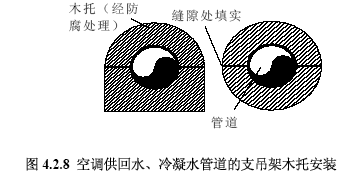 木托（经防
腐处理）
缝隙处填实
管道
图 4.2.8 空调供回水、冷凝水管道的支吊架木托安装